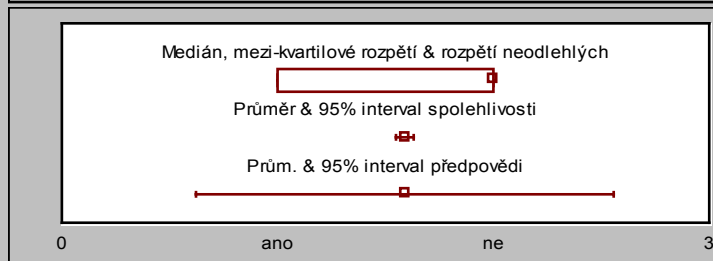 Medián, mezi-kvartilové rozpětí & rozpětí neodlehlých
Průměr & 95% interval spolehlivosti
Prům. & 95% interval předpovědi
0 ano ne 3